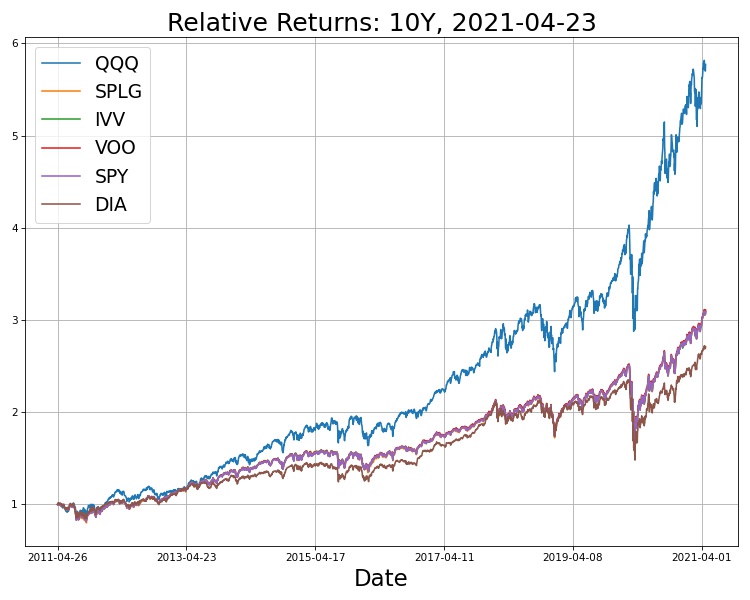 Relative Returns: 10Y, 2021-04-23
6
5
4
3
2
1
QQQ
SPLG
IVV
VOO
SPY
DIA
2011-04-26 2013-04-23 2015-04-17 2017-04-11 2019-04-08 2021-04-01
Date